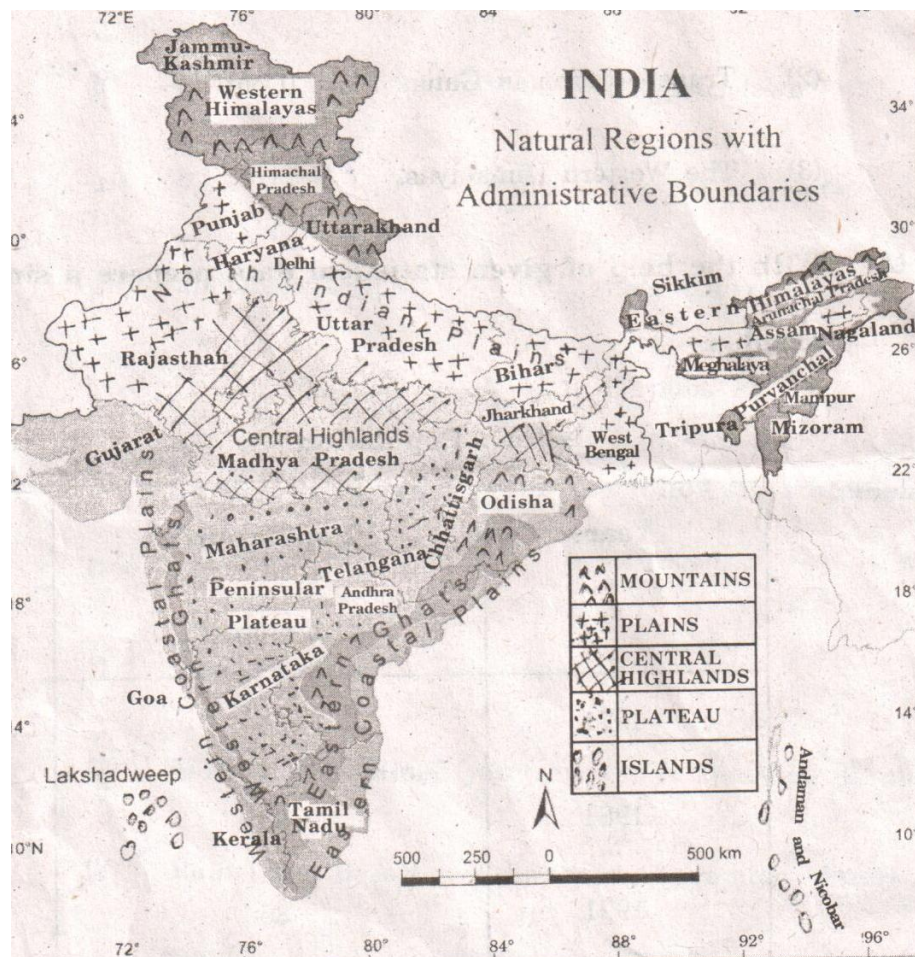 72°E
76°
80°
84
INDIA
Natural Regions with
Administrative Boundaries
Jammu-
Kashmir
Western
Himalayas
34°
Himachal
Pradesh
Punjab
Uttarakhand
30°
Haryana
Delhi
North Indian Plains
Sikkim
Eastern Himalayas
Arunachal Pradesh
Uttar
Pradesh
Assam
Nagaland
Rajasthan
Bihar
26°
Meghalaya
Purvanchal
Manipur
Jharkhand
Gujarat
Central Highlands
Madhya Pradesh
West
Bengal
Tripura
Mizoram
22°
Chhattisgarh
Odisha
Maharashtra
Telangana
Peninsular
Plateau
Andhra
Pradesh
18°
Karnataka
Western Coastal Plains
Western Ghats
Eastern Ghats
Eastern Coastal Plains
Goa
MOUNTAINS
PLAINS
CENTRAL
HIGHLANDS
PLATEAU
ISLANDS
14°
Lakshadweep
N
Andaman and Nicobar
Tamil
Nadu
Kerala
10°N
10°
500 250 0 500 km
72°
76°
80°
84°
88°
92°
96°